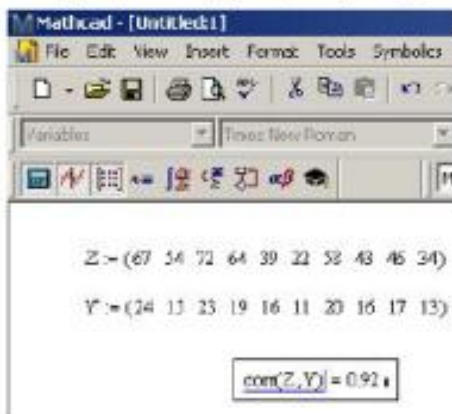 Mathcad - [Untitled:1]
File Edit View Insert Format Tools Symbolics
Variables Times New Roman
Z := (67 54 72 64 39 22 58 43 46 34)
Y := (24 15 23 19 16 11 20 16 17 13)
corr(Z,Y) = 0.92